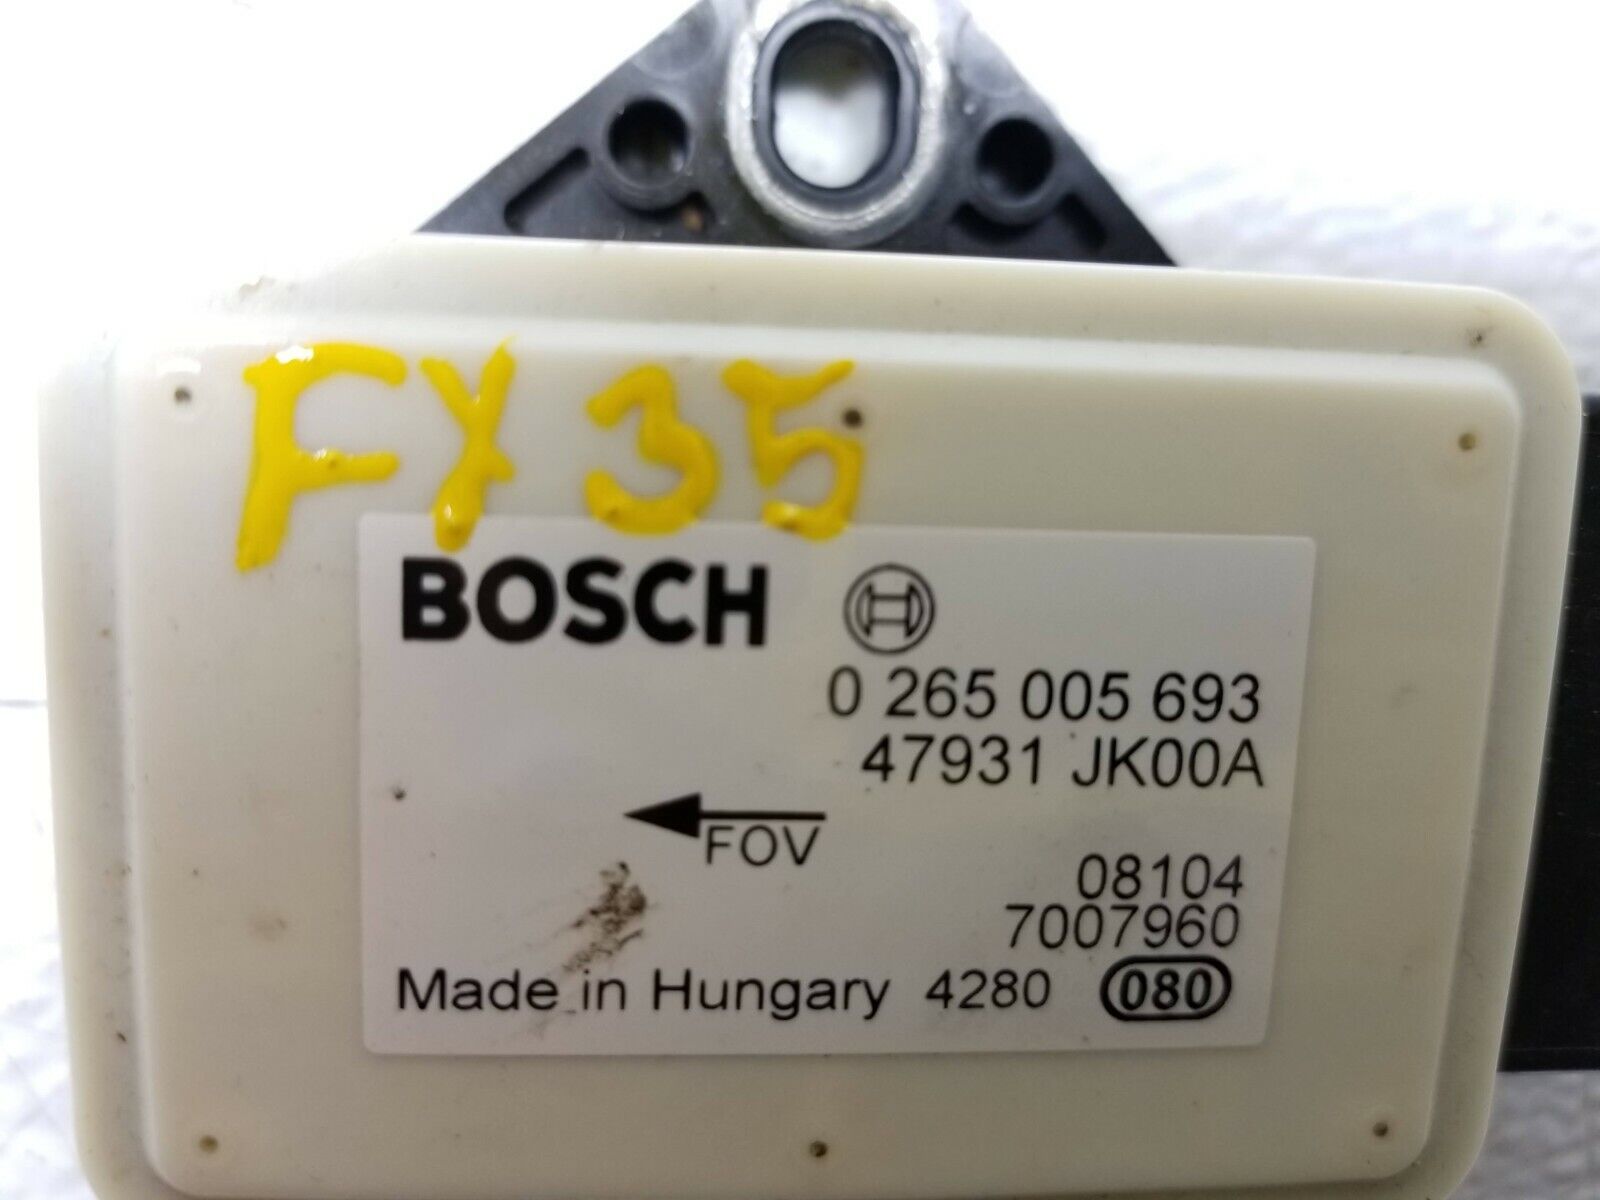 FX35
BOSCH
0 265 005 693
47931 JK00A
FOV
08104
7007960
Made in Hungary 4280 080